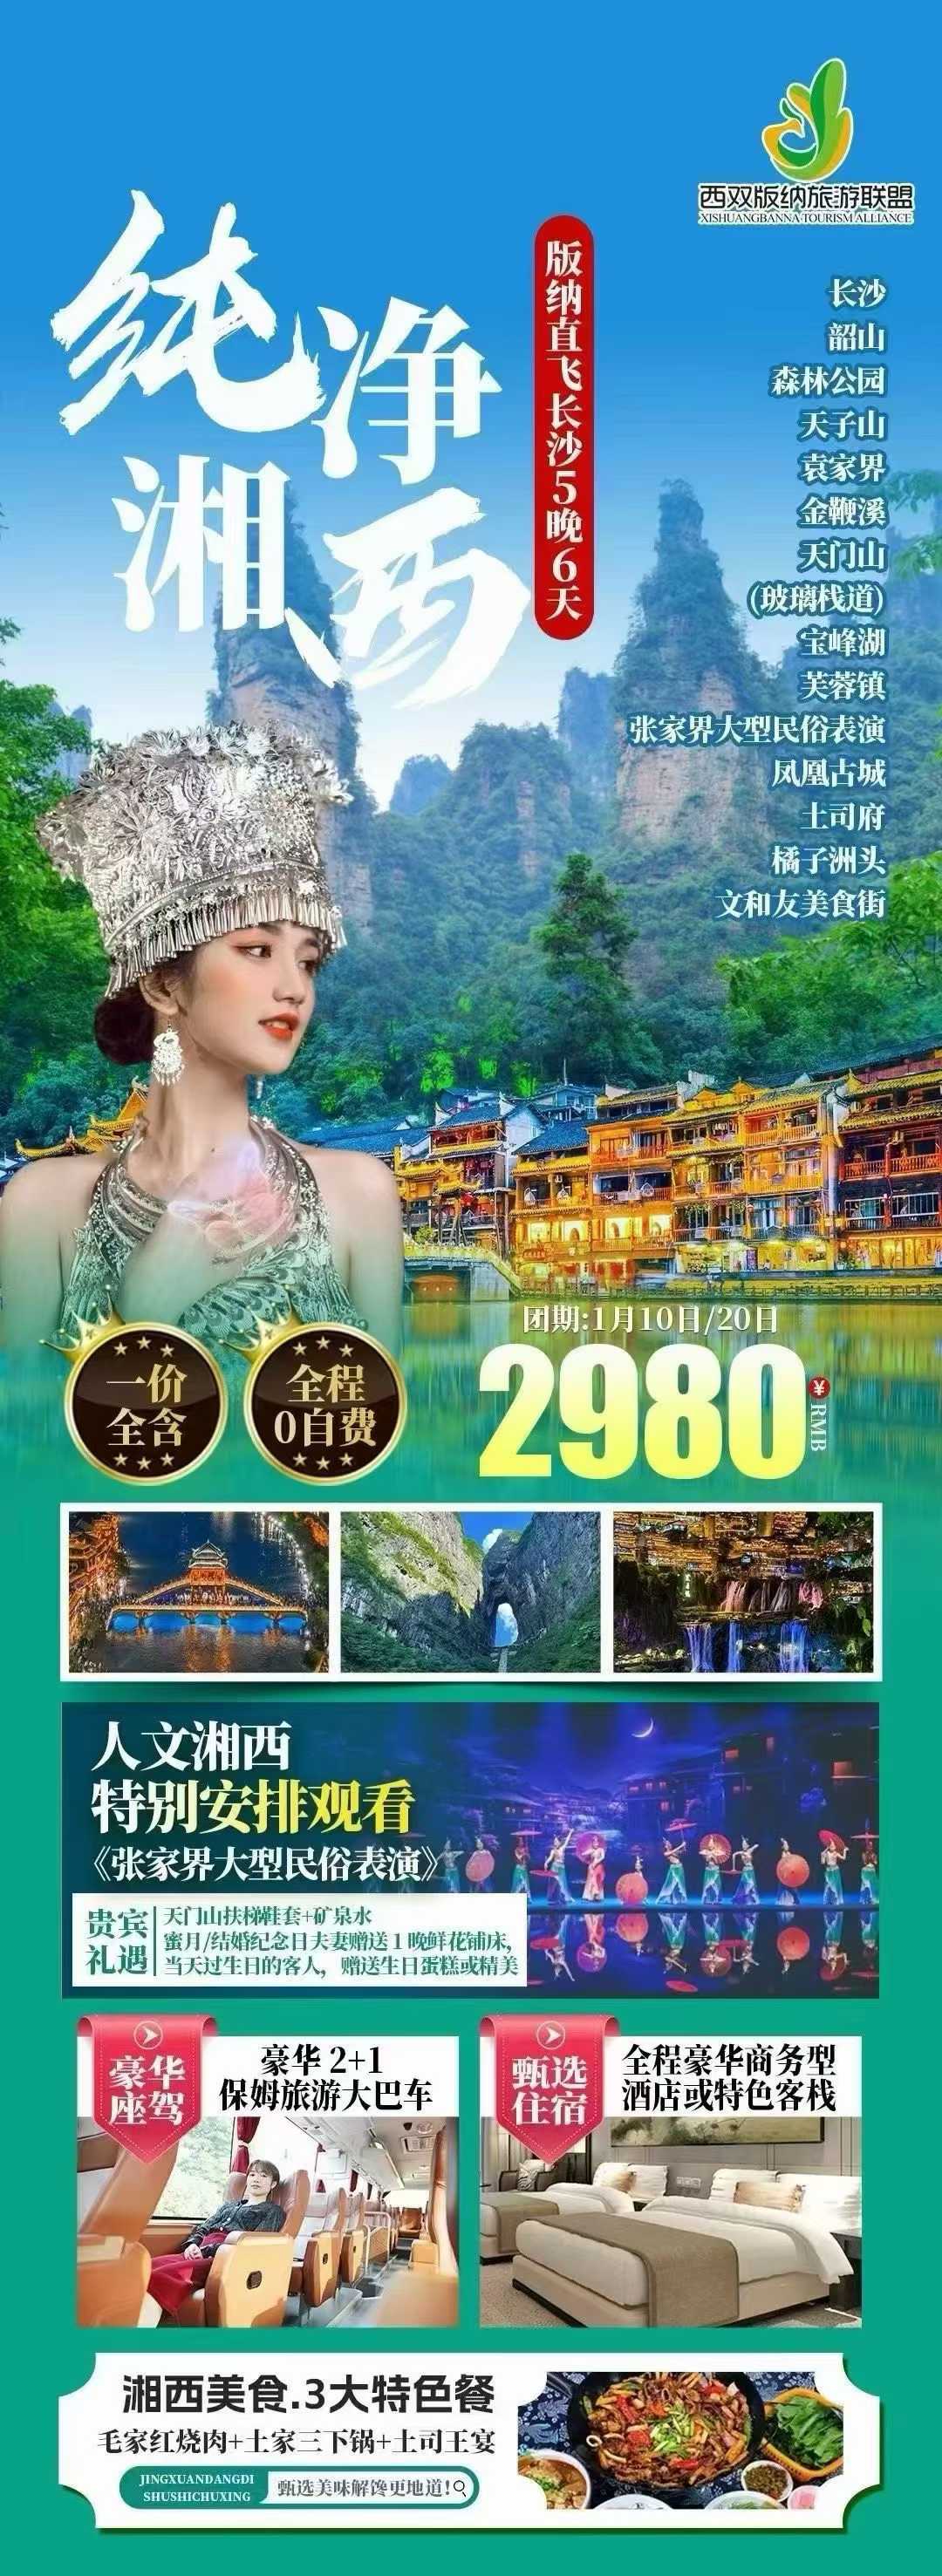 西双版纳旅游联盟
XISHUANGBANNA TOURISM ALLIANCE
纯净
湘西
版纳直飞长沙5晚6天
长沙
韶山
森林公园
天子山
袁家界
金鞭溪
天门山
(玻璃栈道)
宝峰湖
芙蓉镇
张家界大型民俗表演
凤凰古城
土司府
橘子洲头
文和友美食街
团期:1月10日/20日
2980
¥
RMB
一价
全含
全程
0自费
人文湘西
特别安排观看
《张家界大型民俗表演》
贵宾
礼遇
天门山扶梯鞋套+矿泉水
蜜月/结婚纪念日夫妻赠送1晚鲜花铺床,
当天过生日的客人, 赠送生日蛋糕或精美
豪华
座驾
豪华 2+1
保姆旅游大巴车
甄选
住宿
全程豪华商务型
酒店或特色客栈
湘西美食.3大特色餐
毛家红烧肉+土家三下锅+土司王宴
JINGXUANDANGDI
SHUSHICHUXING
甄选美味解馋更地道!